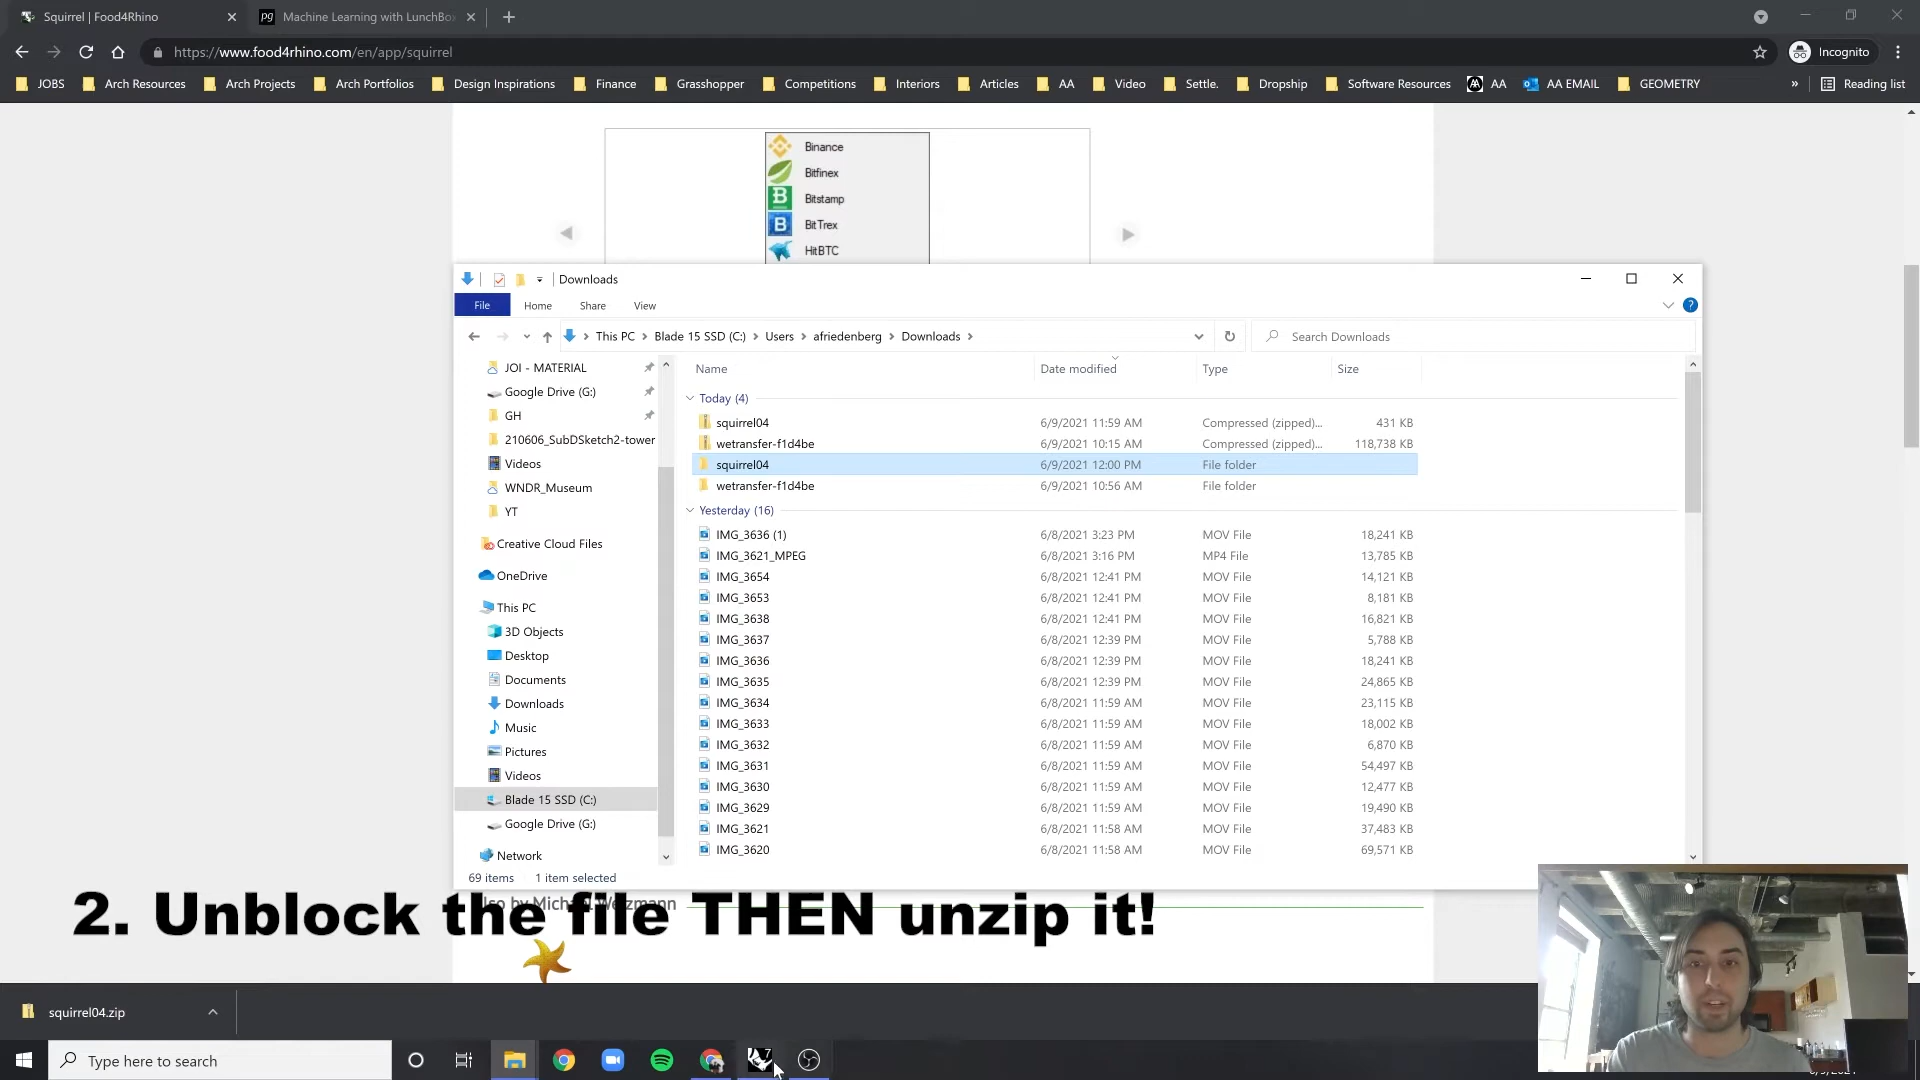 Squirrel | Food4Rhino
pg Machine Learning with LunchBox
https://www.food4rhino.com/en/app/squirrel
Incognito
JOBS Arch Resources Arch Projects Arch Portfolios Design Inspirations Finance Grasshopper Competitions Interiors Articles AA Video Settle. Dropship Software Resources AA AA EMAIL GEOMETRY » Reading list
Binance
Bitfinex
Bitstamp
BitTrex
HitBTC
Downloads
File Home Share View
This PC > Blade 15 SSD (C:) > Users > afriedenberg > Downloads >
Search Downloads
JOI - MATERIAL
Google Drive (G:)
GH
210606_SubDSketch2-tower
Videos
WNDR_Museum
YT
Creative Cloud Files
OneDrive
This PC
3D Objects
Desktop
Documents
Downloads
Music
Pictures
Videos
Blade 15 SSD (C:)
Google Drive (G:)
Network
Name Date modified Type Size
Today (4)
squirrel04 6/9/2021 11:59 AM Compressed (zipped)... 431 KB
wetransfer-f1d4be 6/9/2021 10:15 AM Compressed (zipped)... 118,738 KB
squirrel04 6/9/2021 12:00 PM File folder
wetransfer-f1d4be 6/9/2021 10:56 AM File folder
Yesterday (16)
IMG_3636 (1) 6/8/2021 3:23 PM MOV File 18,241 KB
IMG_3621_MPEG 6/8/2021 3:16 PM MP4 File 13,785 KB
IMG_3654 6/8/2021 12:41 PM MOV File 14,121 KB
IMG_3653 6/8/2021 12:41 PM MOV File 8,181 KB
IMG_3638 6/8/2021 12:41 PM MOV File 16,821 KB
IMG_3637 6/8/2021 12:39 PM MOV File 5,788 KB
IMG_3636 6/8/2021 12:39 PM MOV File 18,241 KB
IMG_3635 6/8/2021 12:39 PM MOV File 24,865 KB
IMG_3634 6/8/2021 11:59 AM MOV File 23,115 KB
IMG_3633 6/8/2021 11:59 AM MOV File 18,002 KB
IMG_3632 6/8/2021 11:59 AM MOV File 6,870 KB
IMG_3631 6/8/2021 11:59 AM MOV File 54,497 KB
IMG_3630 6/8/2021 11:59 AM MOV File 12,477 KB
IMG_3629 6/8/2021 11:59 AM MOV File 19,490 KB
IMG_3621 6/8/2021 11:58 AM MOV File 37,483 KB
IMG_3620 6/8/2021 11:58 AM MOV File 69,571 KB
69 items 1 item selected
2. Unblock the file THEN unzip it!
squirrel04.zip
Type here to search